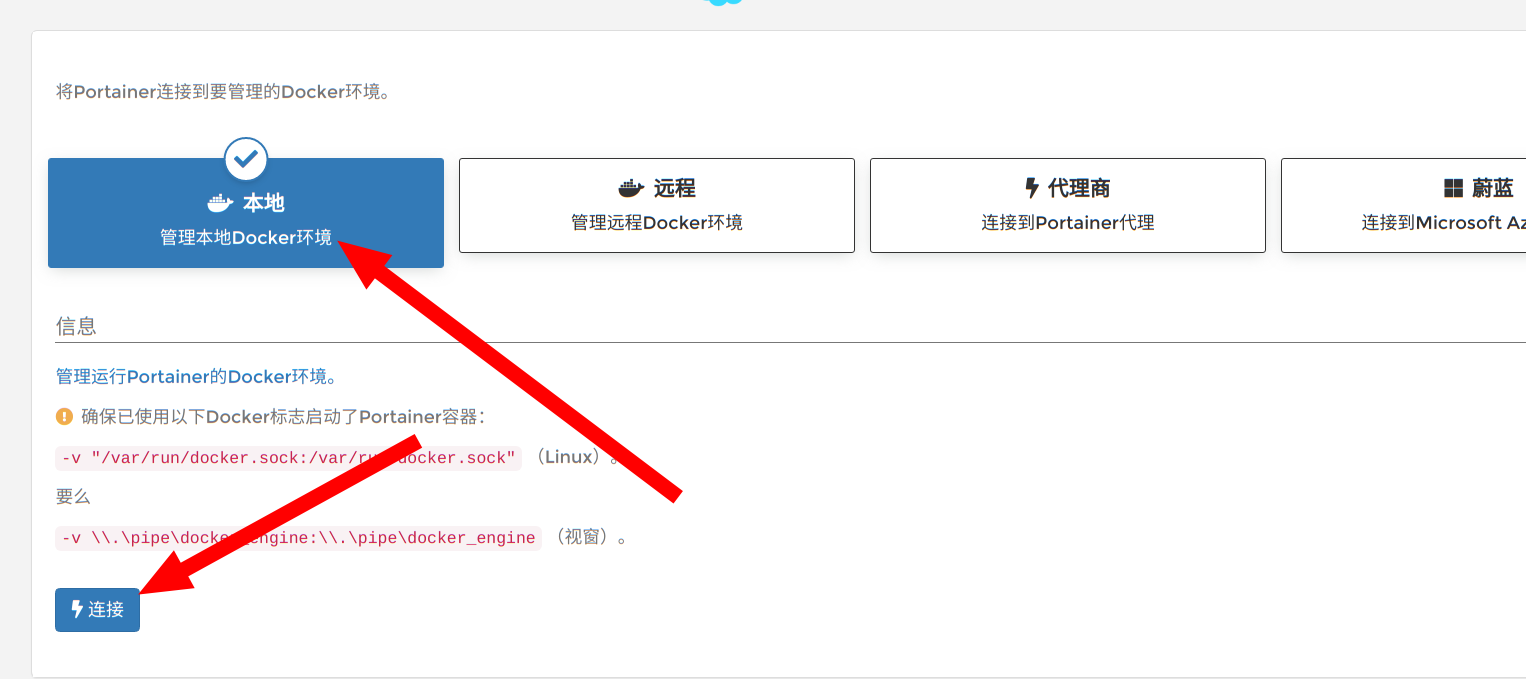 将Portainer连接到要管理的Docker环境。
本地
管理本地Docker环境
远程
管理远程Docker环境
代理商
连接到Portainer代理
蔚蓝
连接到Microsoft
信息
管理运行Portainer的Docker环境。
确保已使用以下Docker标志启动了Portainer容器：
-v "/var/run/docker.sock:/var/run/docker.sock" （Linux）。
要么
-v \\.\pipe\docker_engine:\\.\pipe\docker_engine （视窗）。
连接